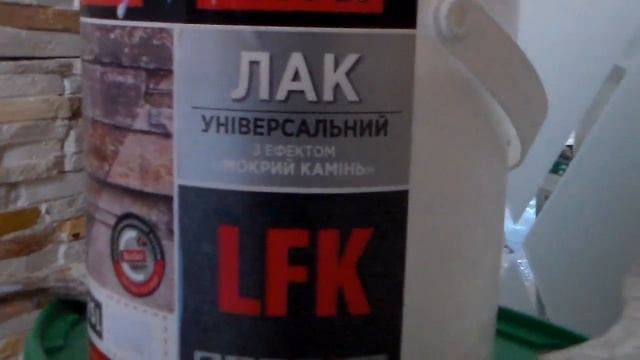 ЛАК
УНІВЕРСАЛЬНИЙ
З ЕФЕКТОМ
«МОКРИЙ КАМІНЬ»
LFK